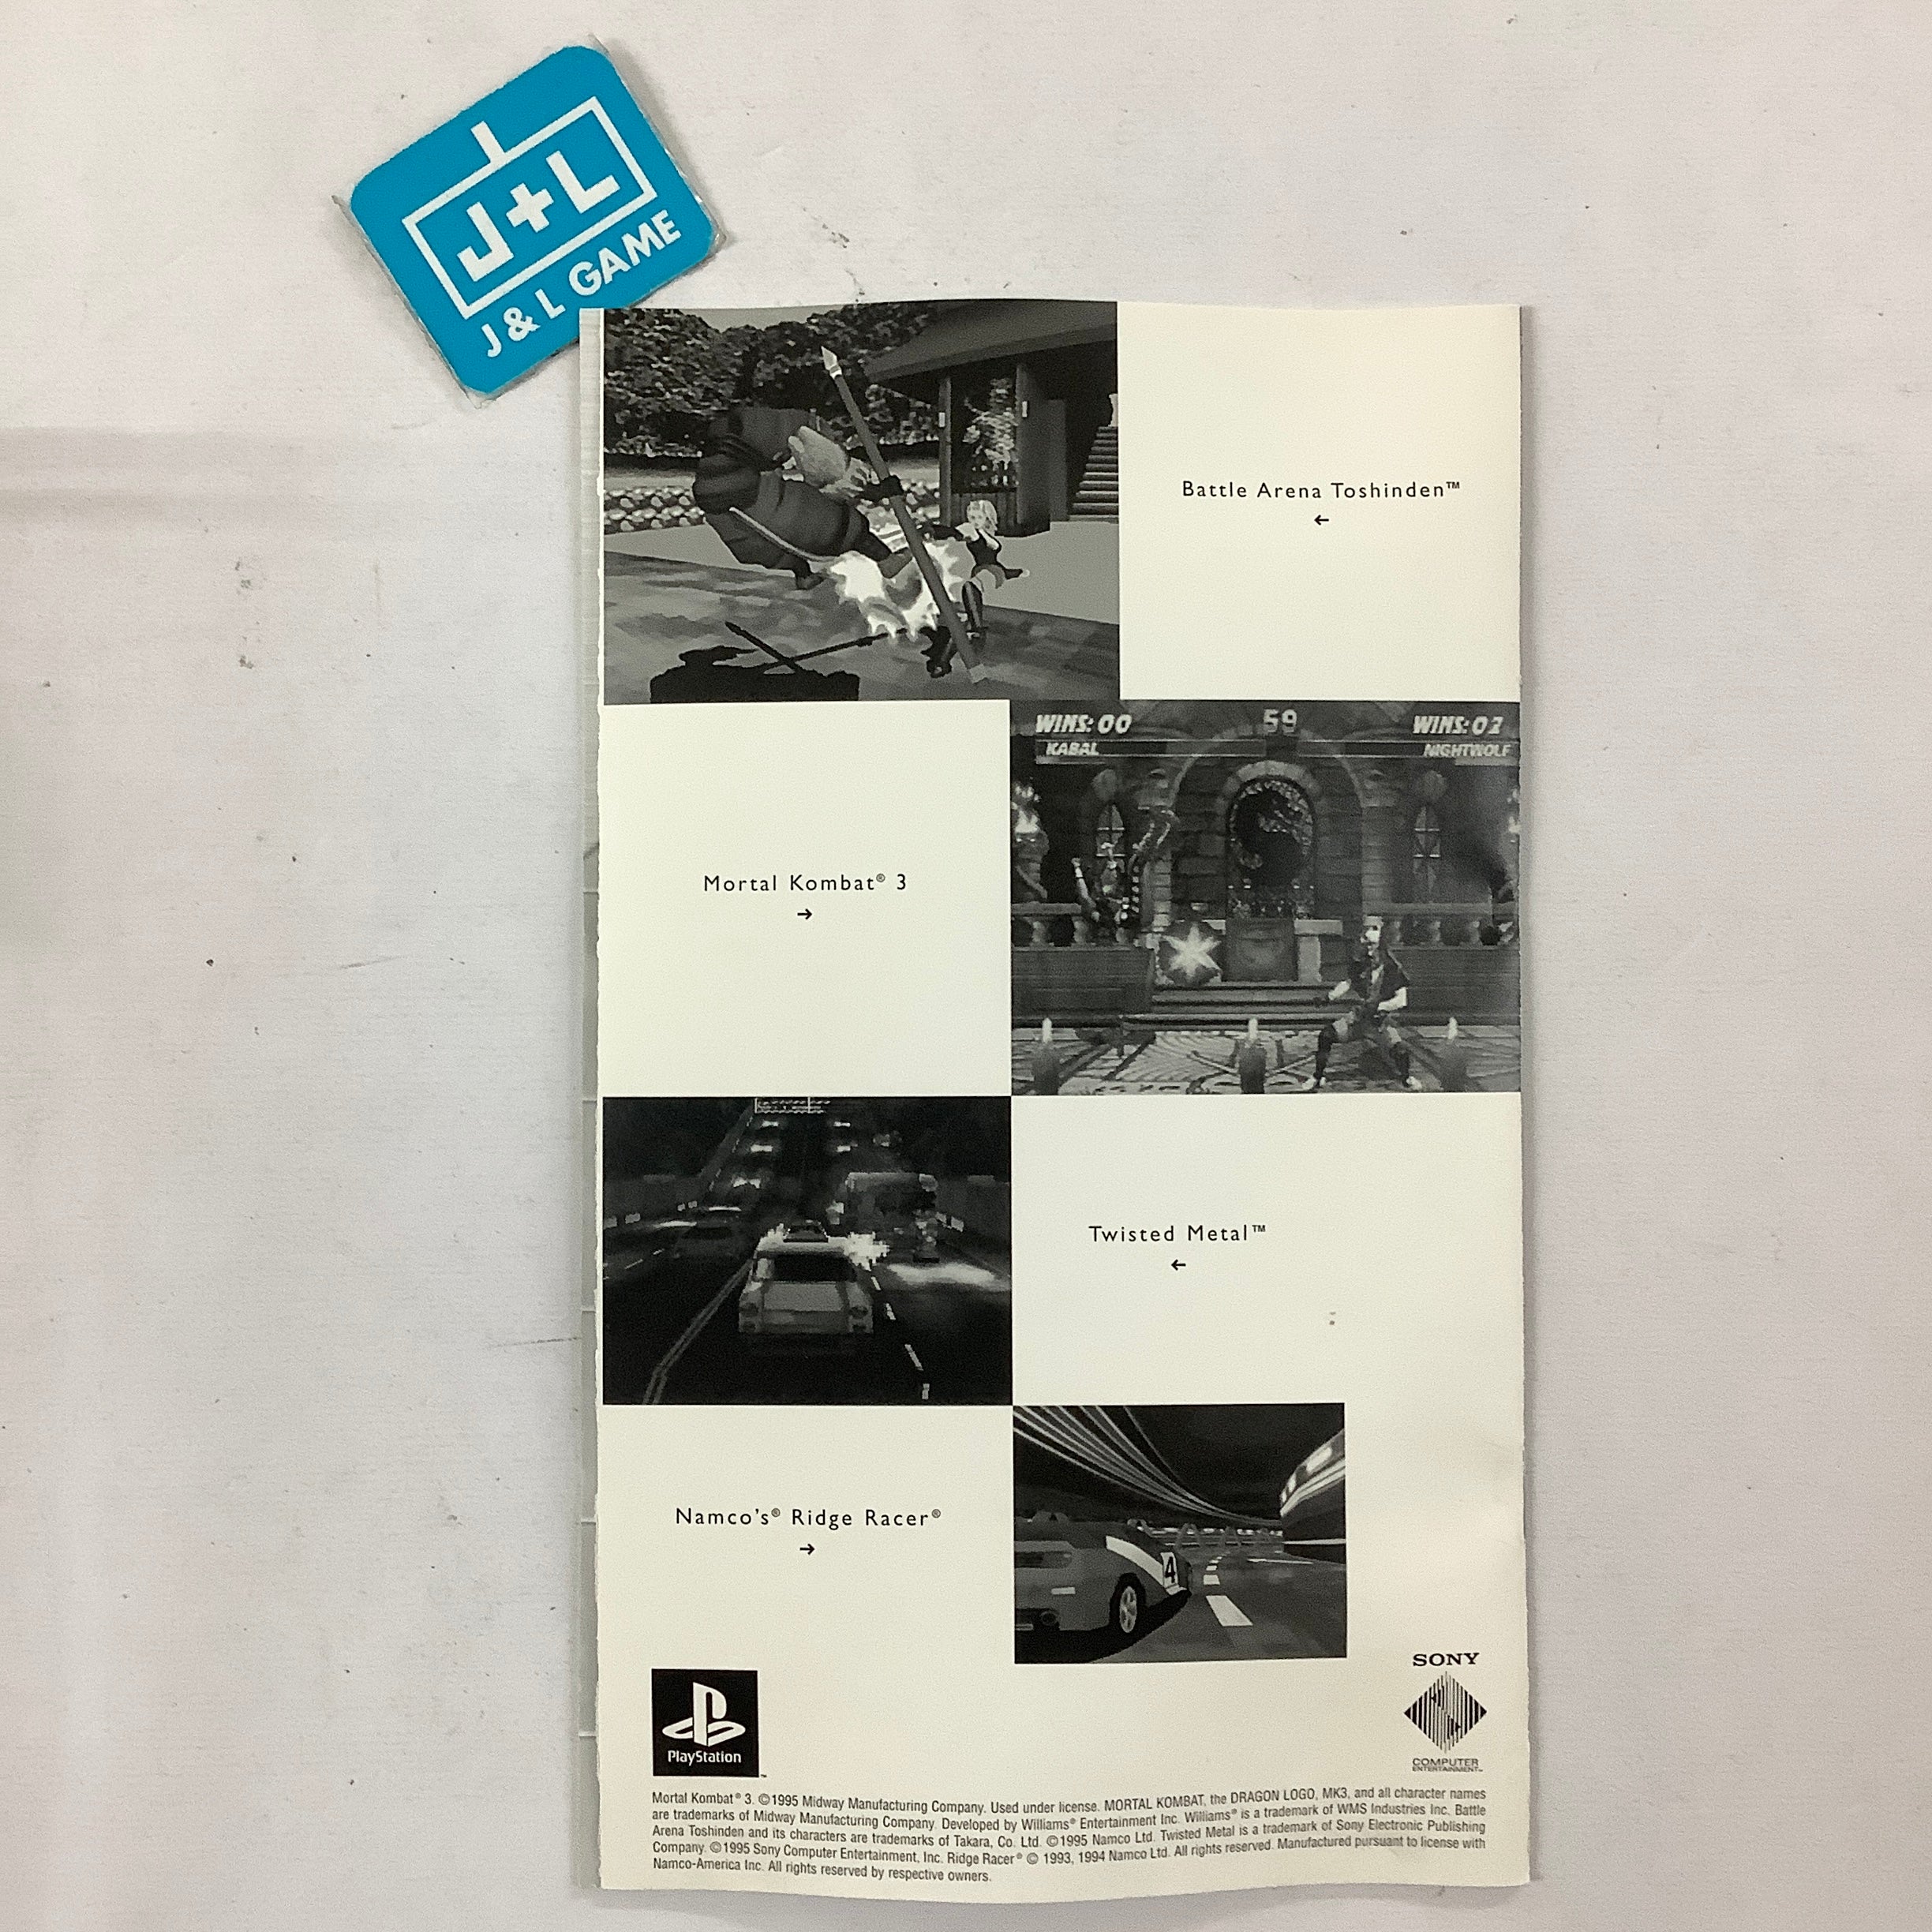 J+L
J & L GAME
Battle Arena Toshinden™
←
WINS: 00 59 WINS: 02
KABAL NIGHTWOLF
Mortal Kombat® 3
→
Twisted Metal™
←
Namco's® Ridge Racer®
→
4
SONY
COMPUTER
ENTERTAINMENT™
PlayStation™
Mortal Kombat® 3. ©1995 Midway Manufacturing Company. Used under license. MORTAL KOMBAT, the DRAGON LOGO, MK3, and all character names
are trademarks of Midway Manufacturing Company. Developed by Williams® Entertainment Inc. Williams® is a trademark of WMS Industries Inc. Battle
Arena Toshinden and its characters are trademarks of Takara, Co. Ltd. ©1995 Namco Ltd. Twisted Metal is a trademark of Sony Electronic Publishing
Company. ©1995 Sony Computer Entertainment, Inc. Ridge Racer® © 1993, 1994 Namco Ltd. All rights reserved. Manufactured pursuant to license with
Namco-America Inc. All rights reserved by respective owners.